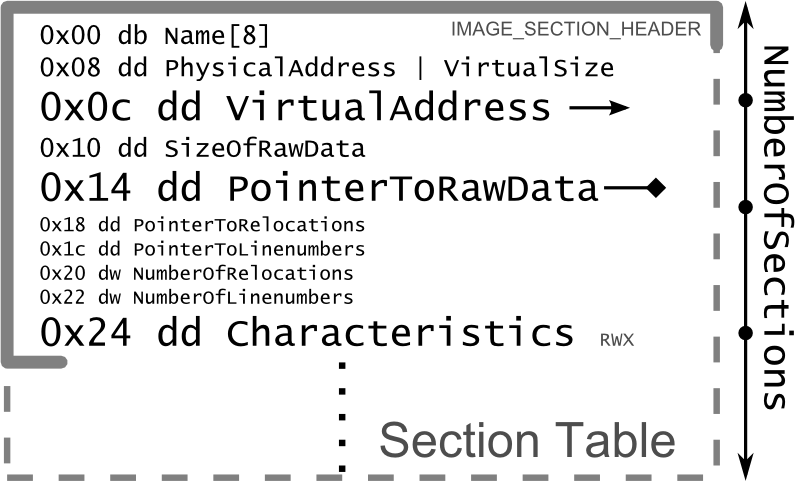 IMAGE_SECTION_HEADER
0x00 db Name[8]
0x08 dd PhysicalAddress | VirtualSize
0x0c dd VirtualAddress
0x10 dd SizeOfRawData
0x14 dd PointerToRawData
0x18 dd PointerToRelocations
0x1c dd PointerToLinenumbers
0x20 dw NumberOfRelocations
0x22 dw NumberOfLinenumbers
0x24 dd Characteristics RWX
Section Table
NumberOfSections